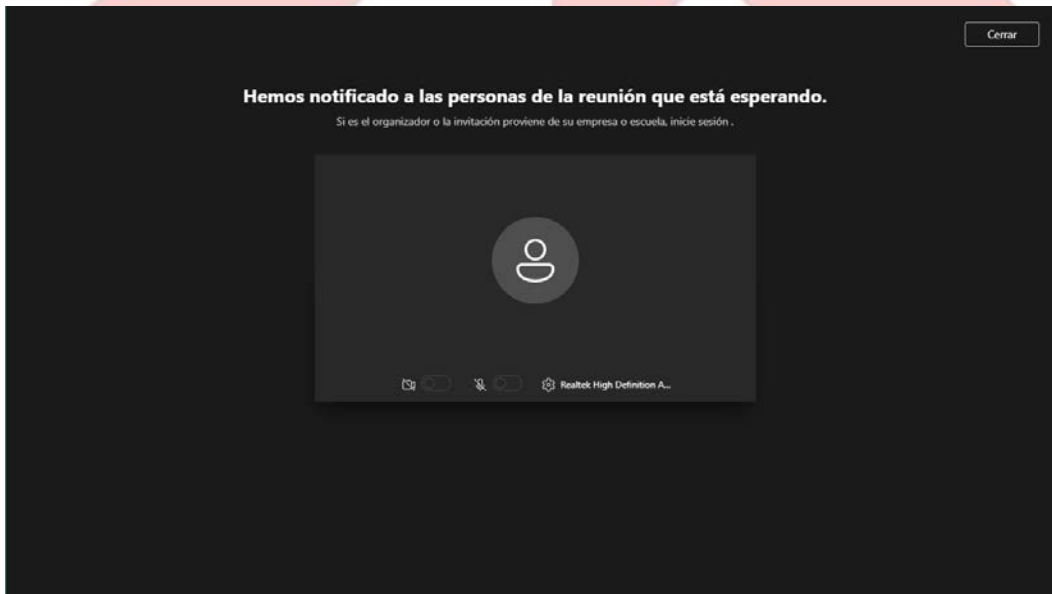 Cerrar
Hemos notificado a las personas de la reunión que está esperando.
Si es el organizador o la invitación proviene de su empresa o escuela, inicie sesión .
Realtek High Definition A...